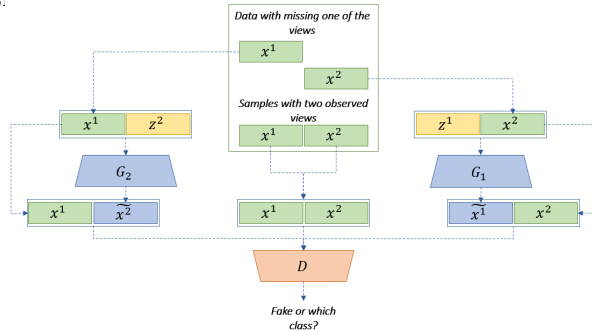 Data with missing one of the
views
x¹
x²
Samples with two observed
views
x¹ x²
x¹ z²
z¹ x²
G₂
G₁
x¹ x̃²
x¹ x²
x̃¹ x²
D
Fake or which
class?